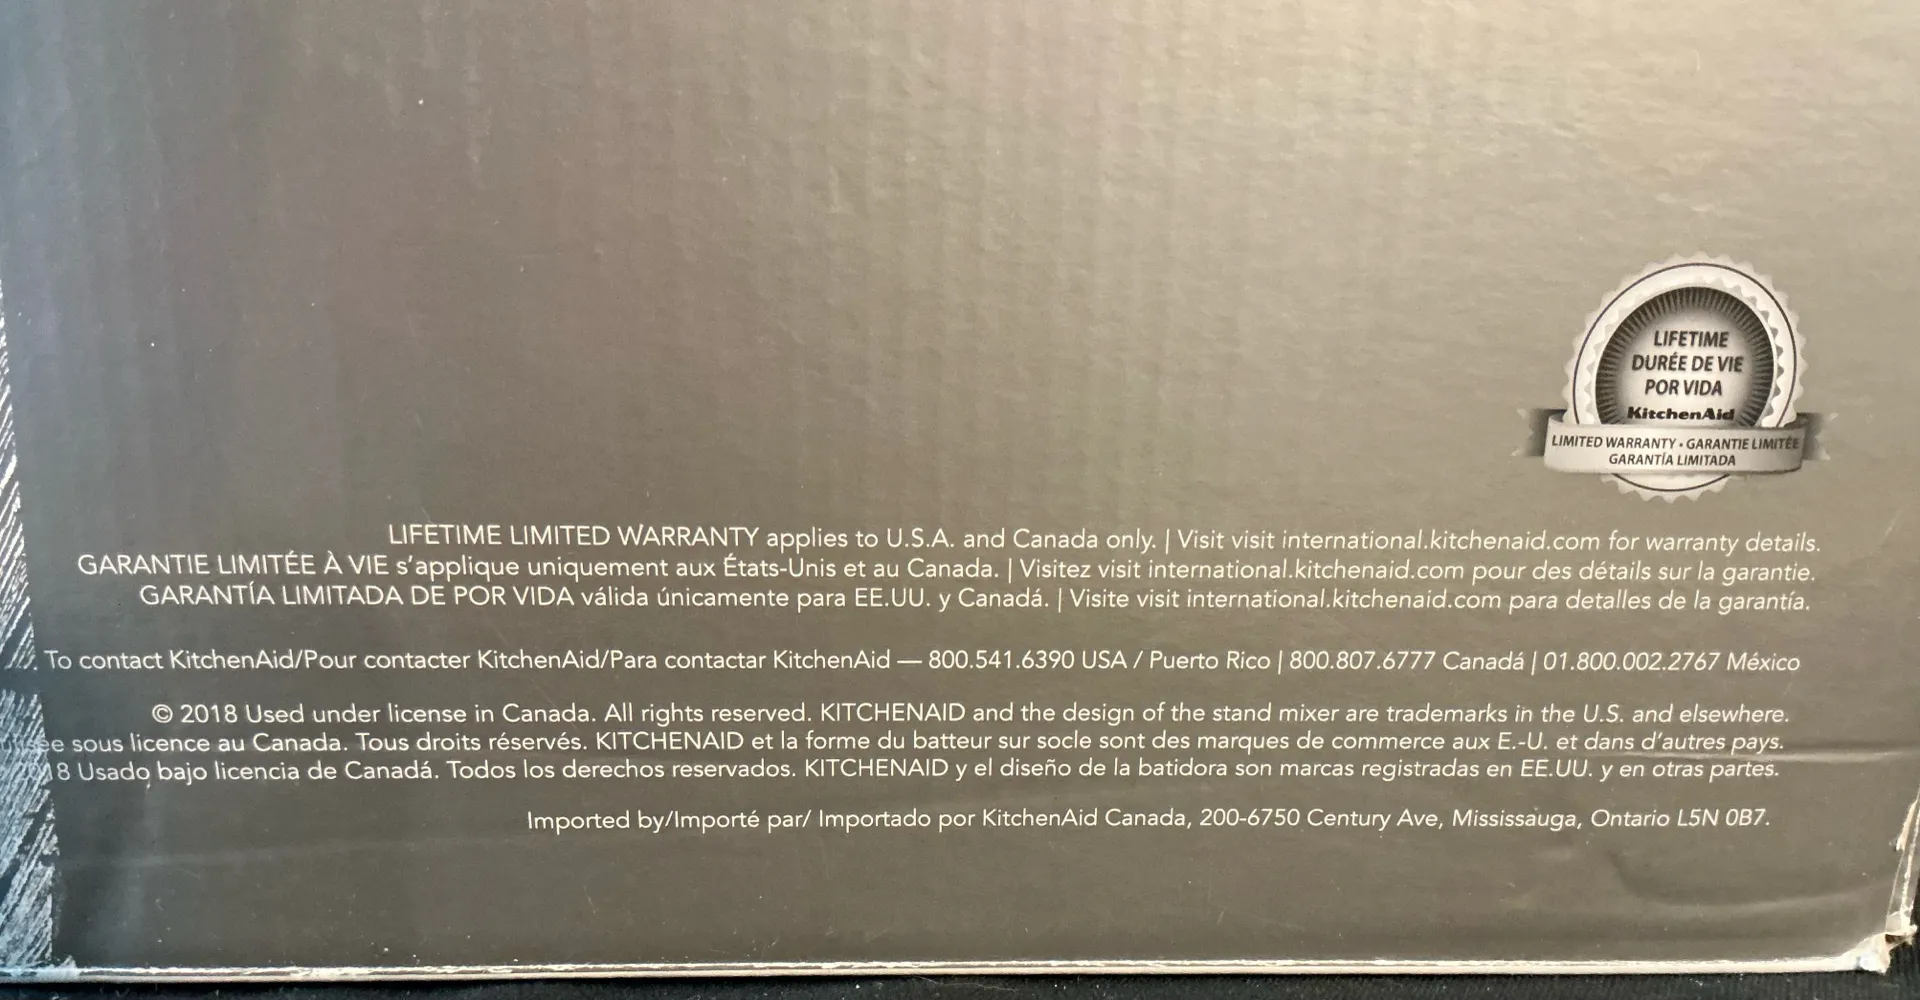 LIFETIME
DURÉE DE VIE
POR VIDA
KitchenAid
LIMITED WARRANTY • GARANTIE LIMITÉE
GARANTÍA LIMITADA
LIFETIME LIMITED WARRANTY applies to U.S.A. and Canada only. | Visit visit international.kitchenaid.com for warranty details.
GARANTIE LIMITÉE À VIE s'applique uniquement aux États-Unis et au Canada. | Visitez visit international.kitchenaid.com pour des détails sur la garantie.
GARANTÍA LIMITADA DE POR VIDA válida únicamente para EE.UU. y Canadá. | Visite visit international.kitchenaid.com para detalles de la garantía.
To contact KitchenAid/Pour contacter KitchenAid/Para contactar KitchenAid — 800.541.6390 USA / Puerto Rico | 800.807.6777 Canadá | 01.800.002.2767 México
© 2018 Used under license in Canada. All rights reserved. KITCHENAID and the design of the stand mixer are trademarks in the U.S. and elsewhere.
sous licence au Canada. Tous droits réservés. KITCHENAID et la forme du batteur sur socle sont des marques de commerce aux E.-U. et dans d'autres pays.
Usado bajo licencia de Canadá. Todos los derechos reservados. KITCHENAID y el diseño de la batidora son marcas registradas en EE.UU. y en otras partes.
Imported by/Importé par/ Importado por KitchenAid Canada, 200-6750 Century Ave, Mississauga, Ontario L5N 0B7.